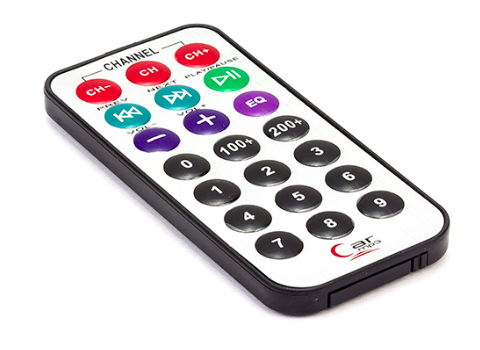 CHANNEL
CH- CH CH+
PREV NEXT PLAY/PAUSE
VOL- VOL+ EQ
− +
0 100+ 200+
1 2 3
4 5 6
7 8 9
Car
mp3